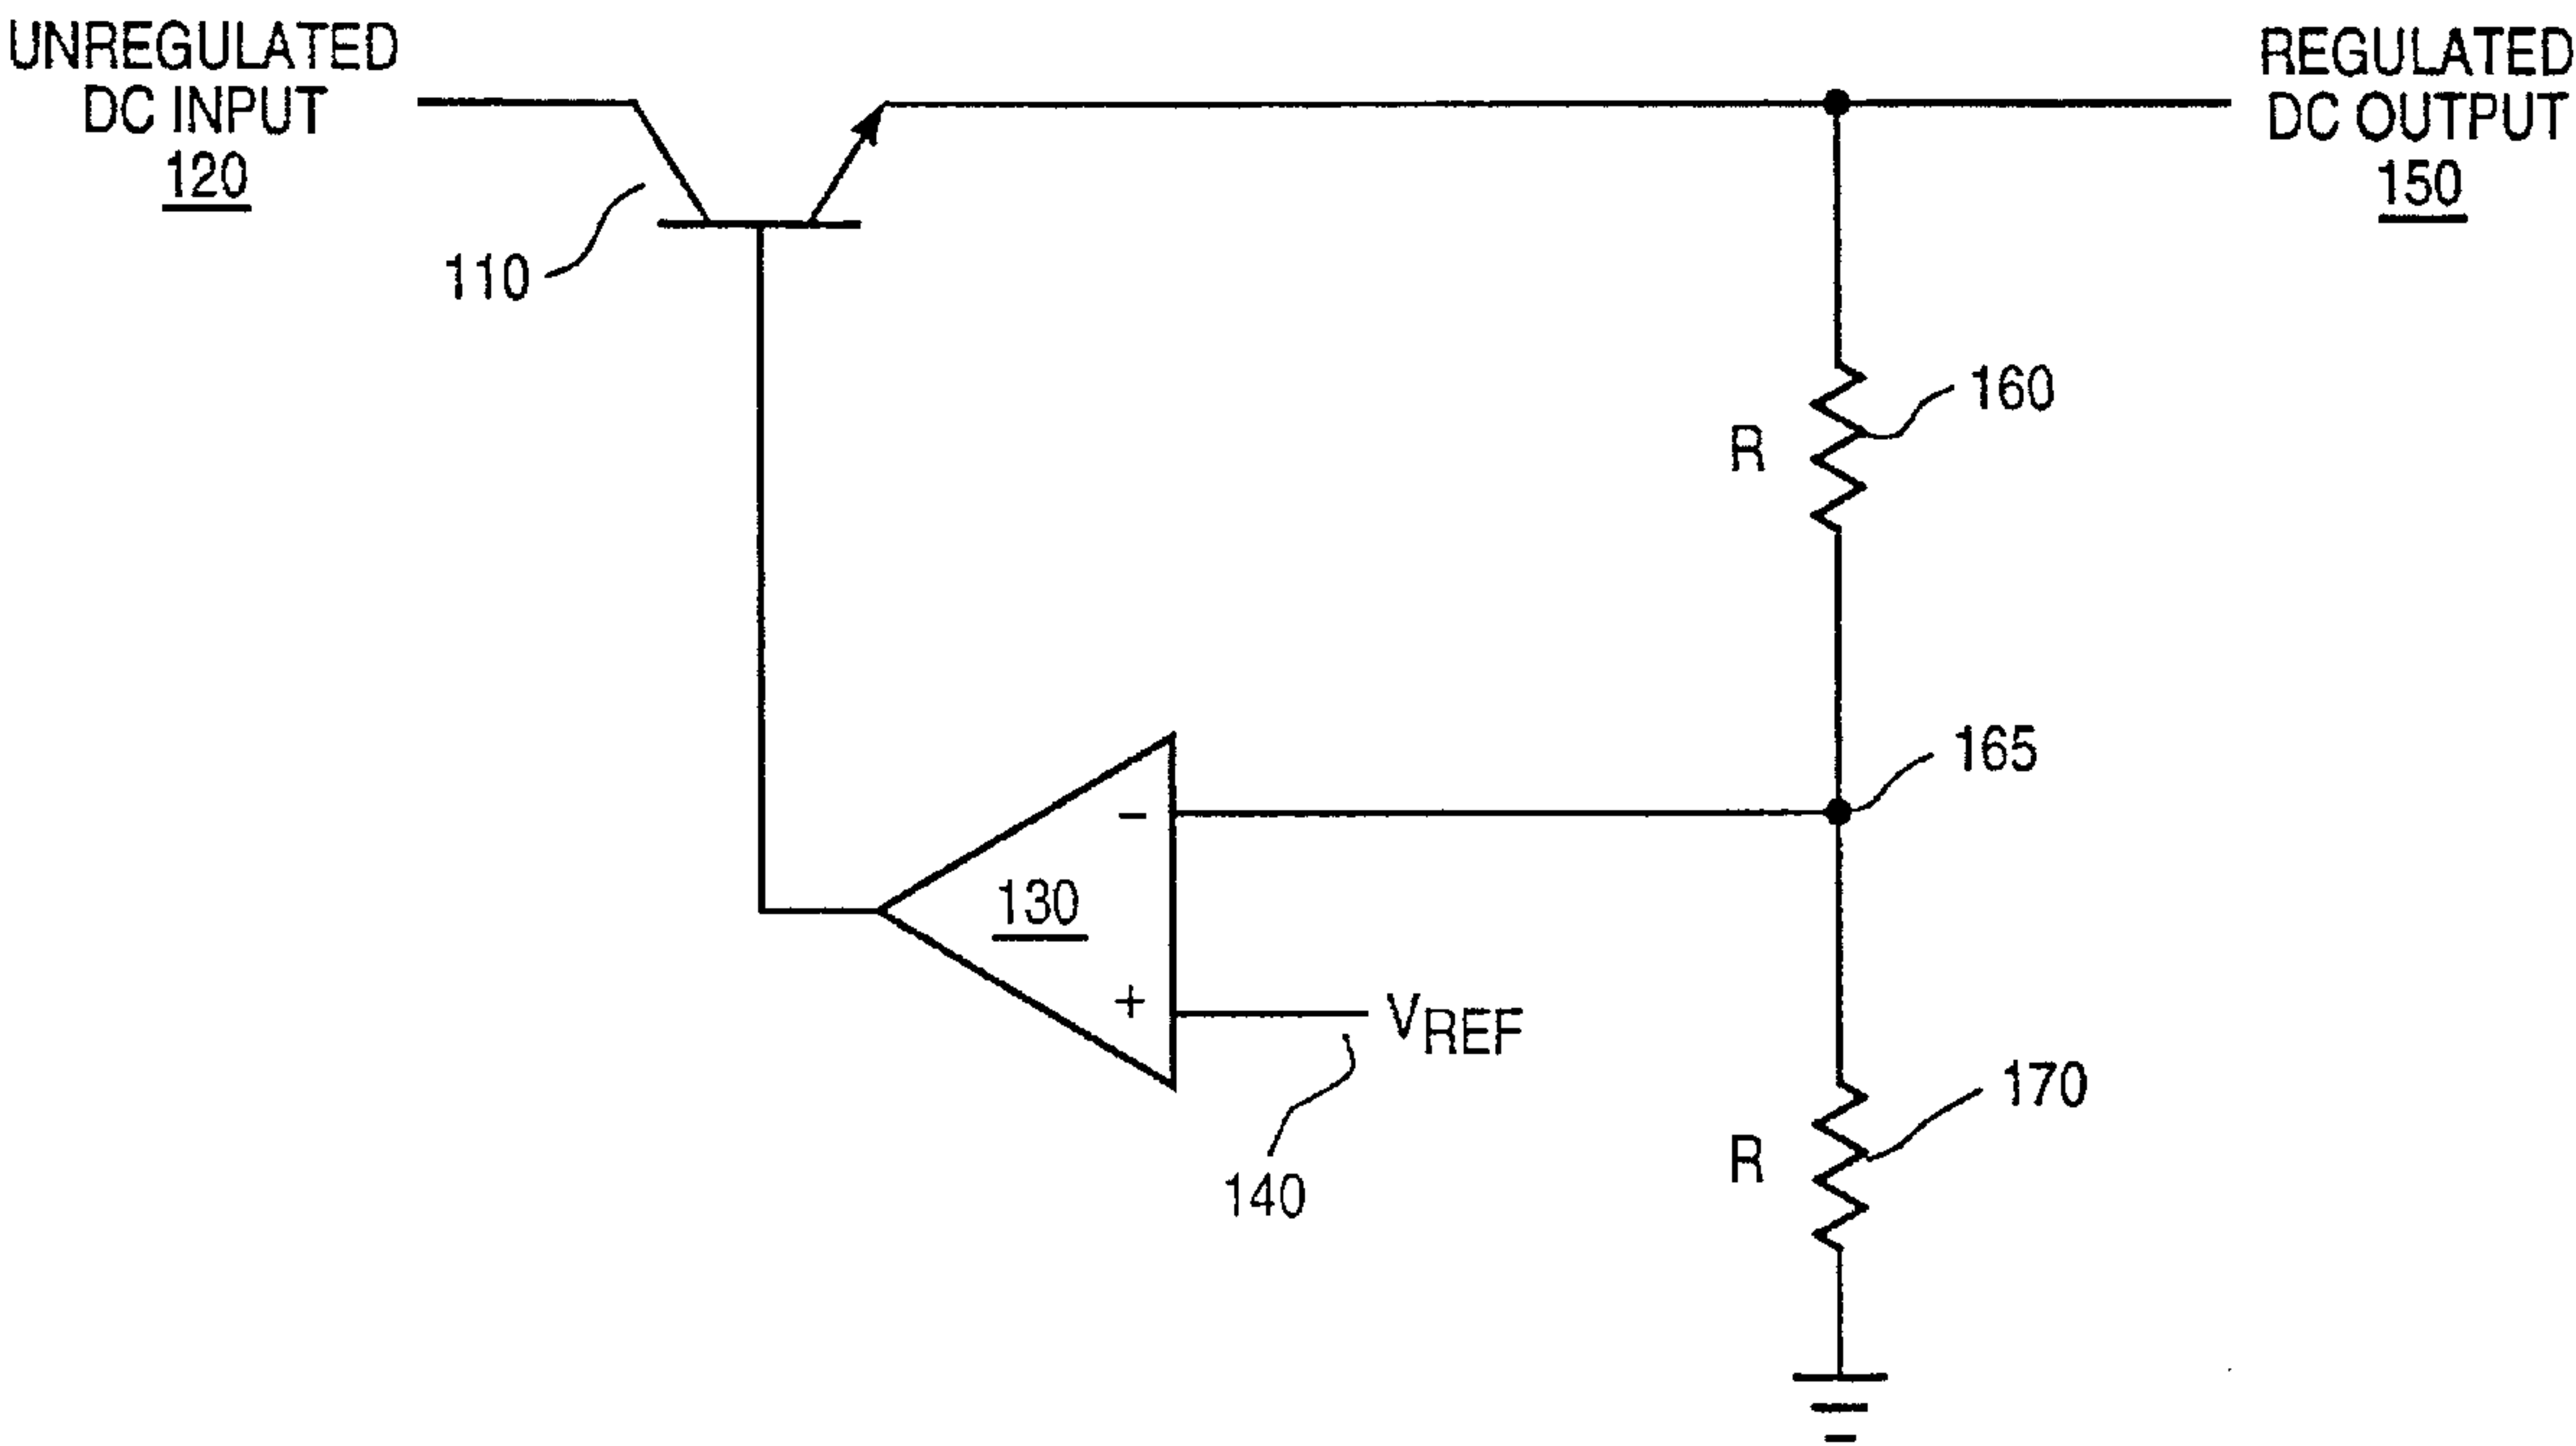 UNREGULATED
DC INPUT
120
REGULATED
DC OUTPUT
150
110
160
R
165
-
130
+
VREF
140
170
R